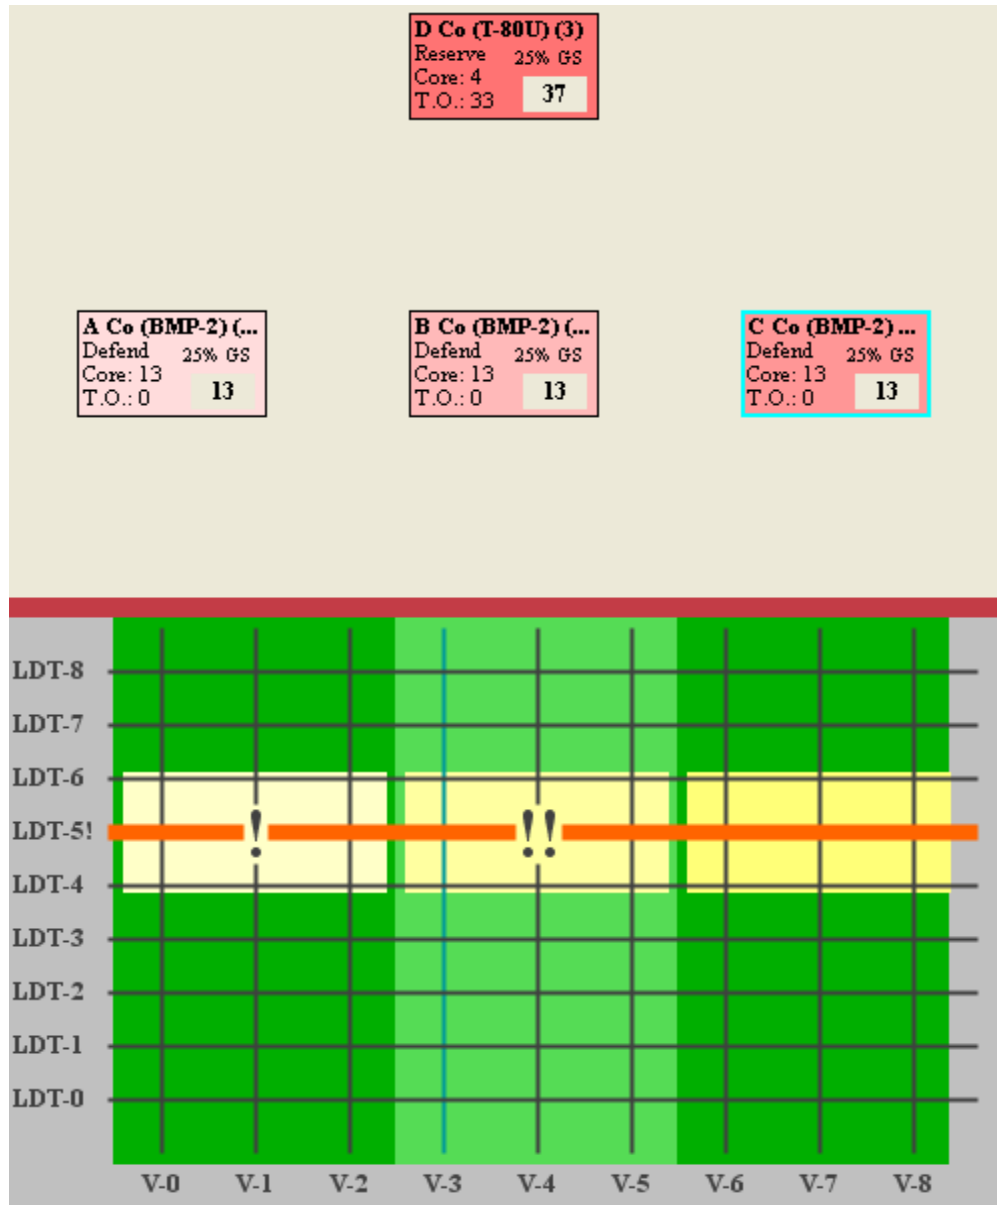 D Co (T-80U) (3)
Reserve 25% GS
Core: 4
T.O.: 33 37
A Co (BMP-2) (...
Defend 25% GS
Core: 13
T.O.: 0 13
B Co (BMP-2) (...
Defend 25% GS
Core: 13
T.O.: 0 13
C Co (BMP-2) ...
Defend 25% GS
Core: 13
T.O.: 0 13
LDT-8
LDT-7
LDT-6
LDT-5! ! !!
LDT-4
LDT-3
LDT-2
LDT-1
LDT-0
V-0 V-1 V-2 V-3 V-4 V-5 V-6 V-7 V-8